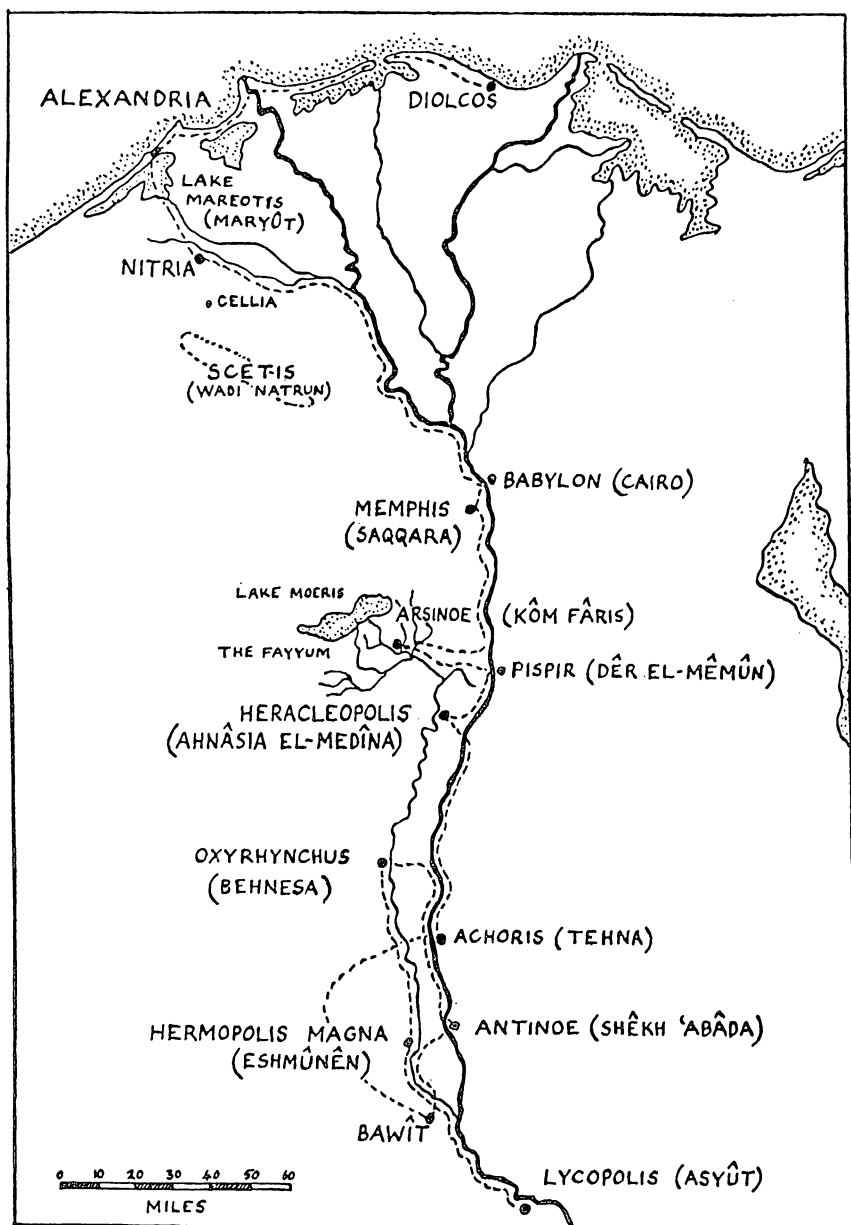 ALEXANDRIA
DIOLCOS
LAKE
MAREOTIS
(MARYÛT)
NITRIA
CELLIA
SCETIS
(WADI NATRUN)
BABYLON (CAIRO)
MEMPHIS
(SAQQARA)
LAKE MOERIS
ARSINOE (KÔM FÂRIS)
THE FAYYUM
PISPIR (DÊR EL-MÊMÛN)
HERACLEOPOLIS
(AHNÂSIA EL-MEDÎNA)
OXYRHYNCHUS
(BEHNESA)
ACHORIS (TEHNA)
HERMOPOLIS MAGNA
(ESHMÛNÊN)
ANTINOE (SHÊKH 'ABÂDA)
BAWÎT
LYCOPOLIS (ASYÛT)
0 10 20 30 40 50 60
MILES